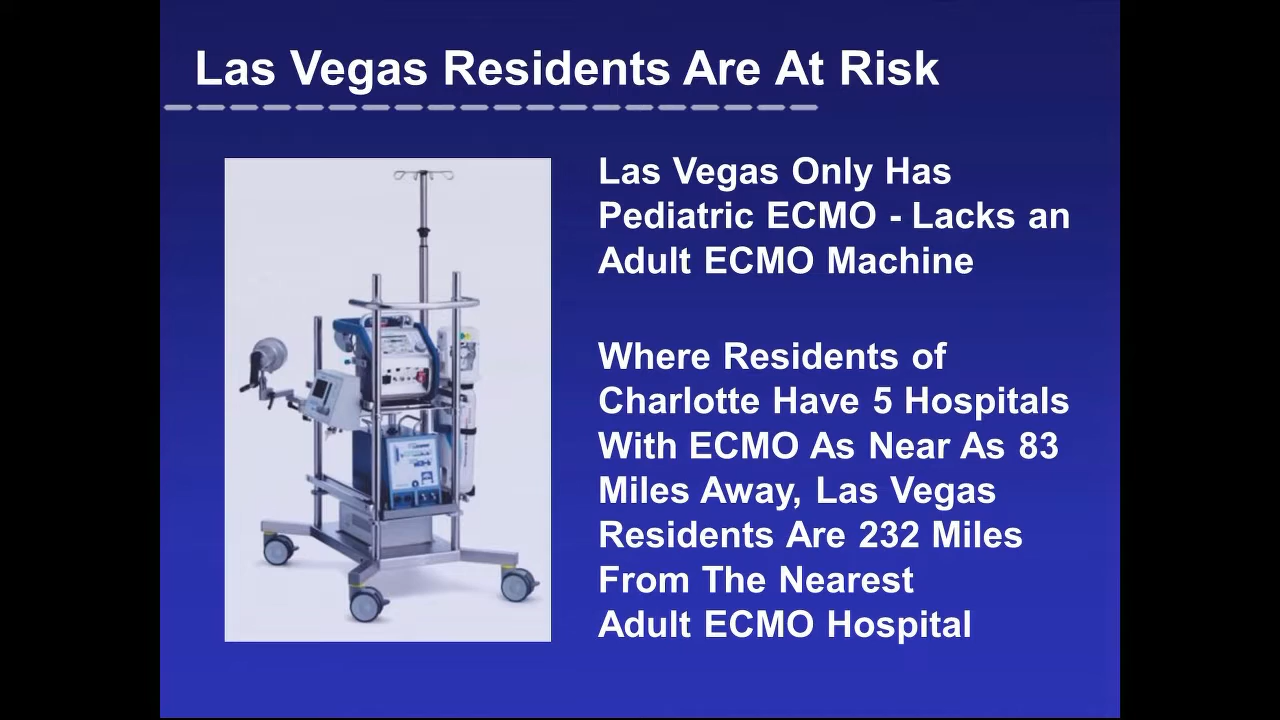 Las Vegas Residents Are At Risk
Las Vegas Only Has
Pediatric ECMO - Lacks an
Adult ECMO Machine
Where Residents of
Charlotte Have 5 Hospitals
With ECMO As Near As 83
Miles Away, Las Vegas
Residents Are 232 Miles
From The Nearest
Adult ECMO Hospital